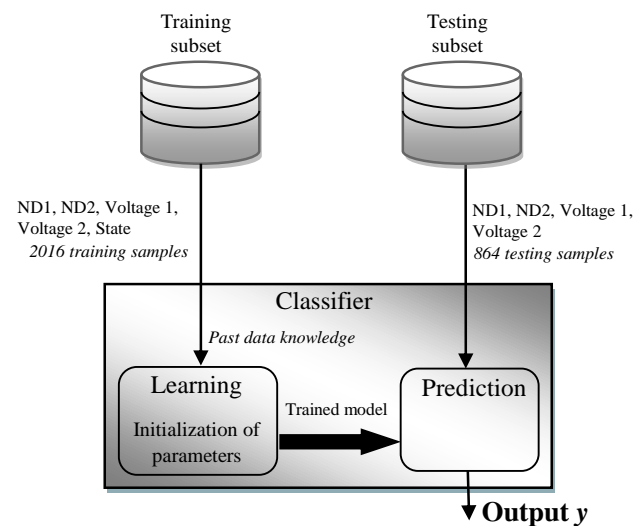 Training
subset
Testing
subset
ND1, ND2, Voltage 1,
Voltage 2, State
2016 training samples
ND1, ND2, Voltage 1,
Voltage 2
864 testing samples
Classifier
Past data knowledge
Learning
Initialization of
parameters
Trained model
Prediction
Output y